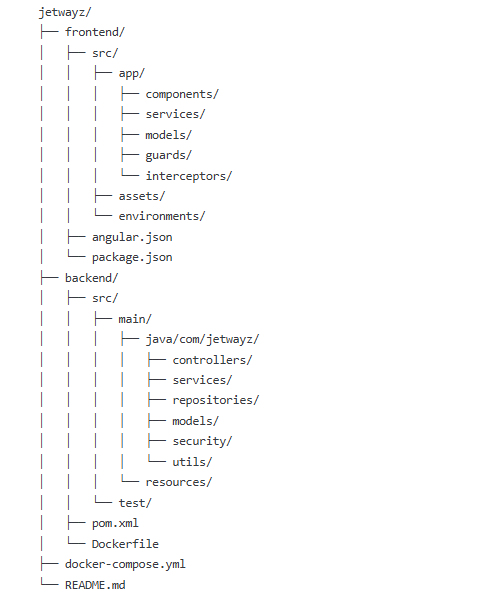 jetwayz/
├── frontend/
│   ├── src/
│   │   ├── app/
│   │   │   ├── components/
│   │   │   ├── services/
│   │   │   ├── models/
│   │   │   ├── guards/
│   │   │   └── interceptors/
│   │   ├── assets/
│   │   └── environments/
│   ├── angular.json
│   └── package.json
├── backend/
│   ├── src/
│   │   ├── main/
│   │   │   ├── java/com/jetwayz/
│   │   │   │   ├── controllers/
│   │   │   │   ├── services/
│   │   │   │   ├── repositories/
│   │   │   │   ├── models/
│   │   │   │   ├── security/
│   │   │   │   └── utils/
│   │   │   └── resources/
│   │   └── test/
│   ├── pom.xml
│   └── Dockerfile
├── docker-compose.yml
└── README.md